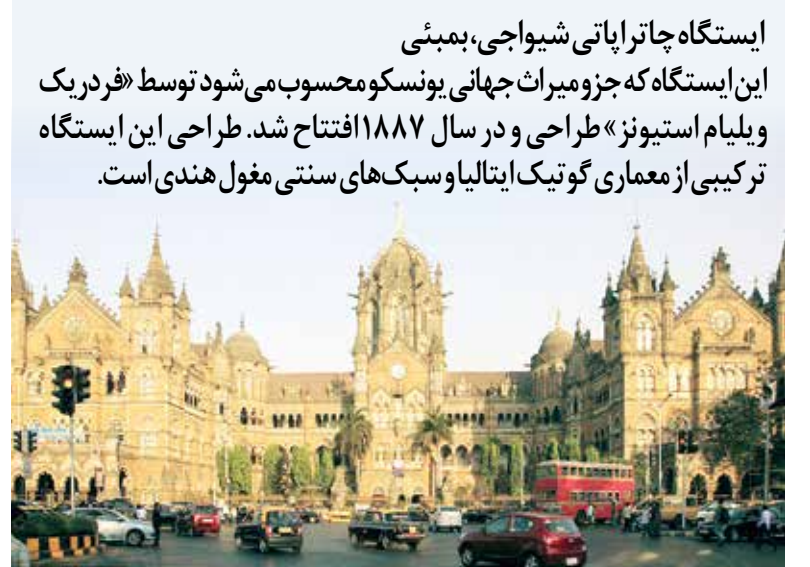 ایستگاه چاتراپاتی شیواجی، بمبئی
این ایستگاه که جزو میراث جهانی یونسکو محسوب می‌شود توسط «فردریک
ویلیام استیونز» طراحی و در سال ۱۸۸۷ افتتاح شد. طراحی این ایستگاه
ترکیبی از معماری گوتیک ایتالیا و سبک‌های سنتی مغول هندی است.